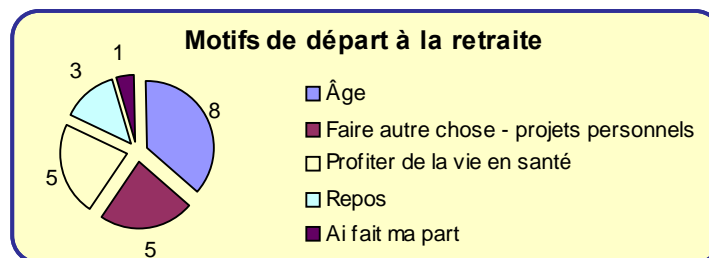 Motifs de départ à la retraite
1
3
8
5
5
Âge
Faire autre chose - projets personnels
Profiter de la vie en santé
Repos
Ai fait ma part